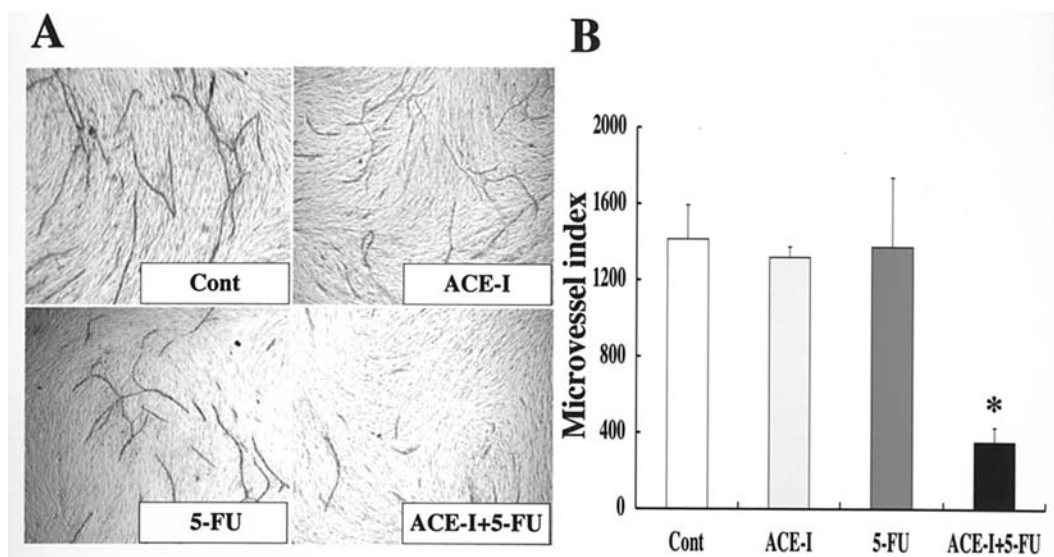 A
Cont
ACE-I
5-FU
ACE-I+5-FU
B
Microvessel index
2000
1600
1200
800
400
0
*
Cont
ACE-I
5-FU
ACE-I+5-FU